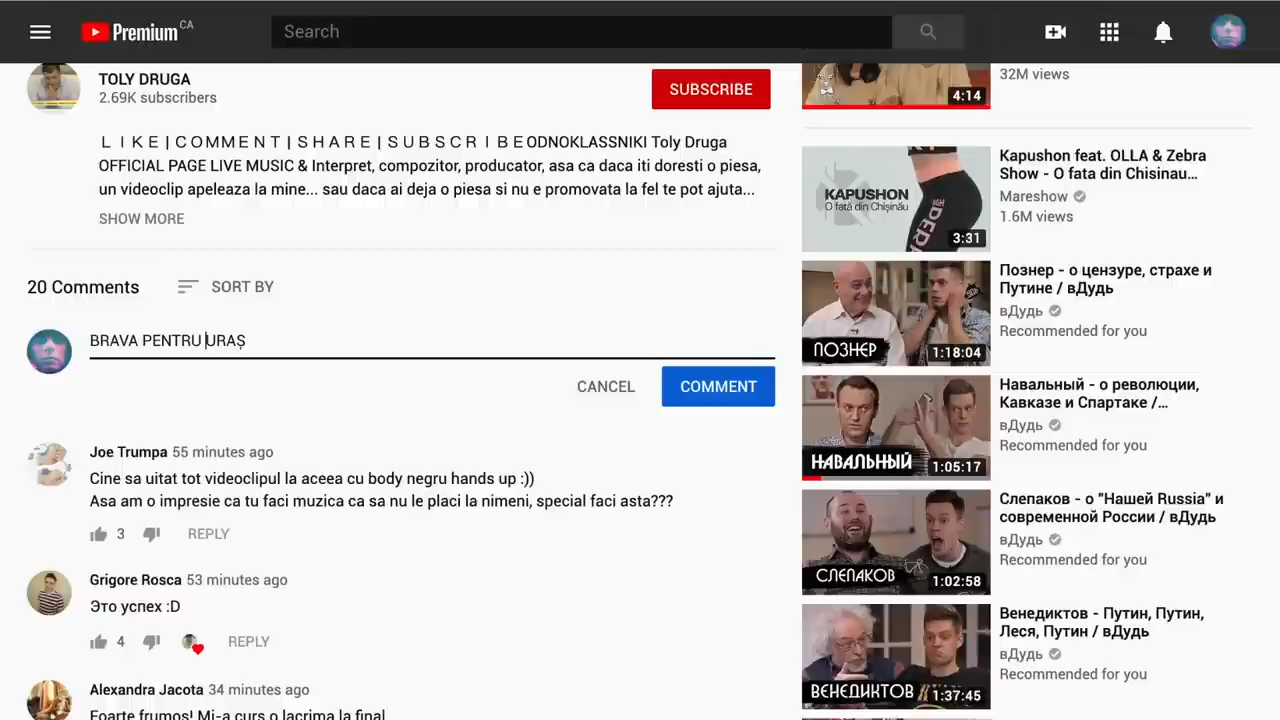 Premium CA
Search
TOLY DRUGA
2.69K subscribers
SUBSCRIBE
L I K E | C O M M E N T | S H A R E | S U B S C R I B E ODNOKLASSNIKI Toly Druga
OFFICIAL PAGE LIVE MUSIC & Interpret, compozitor, producator, asa ca daca iti doresti o piesa,
un videoclip apeleaza la mine... sau daca ai deja o piesa si nu e promovata la fel te pot ajuta...
SHOW MORE
20 Comments
SORT BY
BRAVA PENTRU URAȘ
CANCEL
COMMENT
Joe Trumpa 55 minutes ago
Cine sa uitat tot videoclipul la aceea cu body negru hands up :))
Asa am o impresie ca tu faci muzica ca sa nu le placi la nimeni, special faci asta???
3
REPLY
Grigore Rosca 53 minutes ago
Это успех :D
4
REPLY
Alexandra Jacota 34 minutes ago
Foarte frumos! Mi-a curs o lacrima la final
4:14
32M views
KAPUSHON
O fată din Chișinău
3:31
Kapushon feat. OLLA & Zebra
Show - O fata din Chisinau...
Mareshow
1.6M views
ПОЗНЕР
1:18:04
Познер - о цензуре, страхе и
Путине / вДудь
вДудь
Recommended for you
НАВАЛЬНЫЙ
1:05:17
Навальный - о революции,
Кавказе и Спартаке /...
вДудь
Recommended for you
СЛЕПАКОВ
1:02:58
Слепаков - о "Нашей Russia" и
современной России / вДудь
вДудь
Recommended for you
ВЕНЕДИКТОВ
1:37:45
Венедиктов - Путин, Путин,
Леся, Путин / вДудь
вДудь
Recommended for you